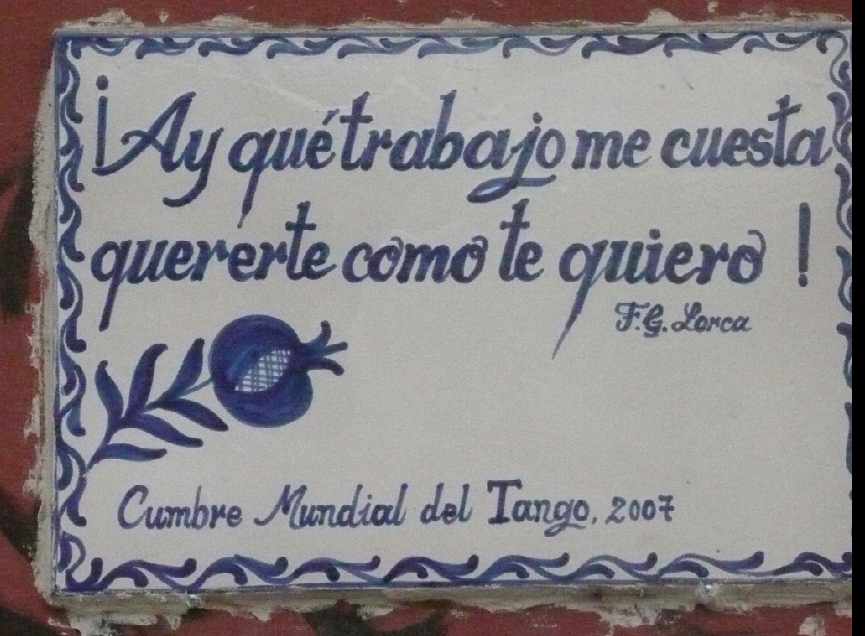 ¡Ay qué trabajo me cuesta
quererte como te quiero!
F.G. Lorca
Cumbre Mundial del Tango, 2007